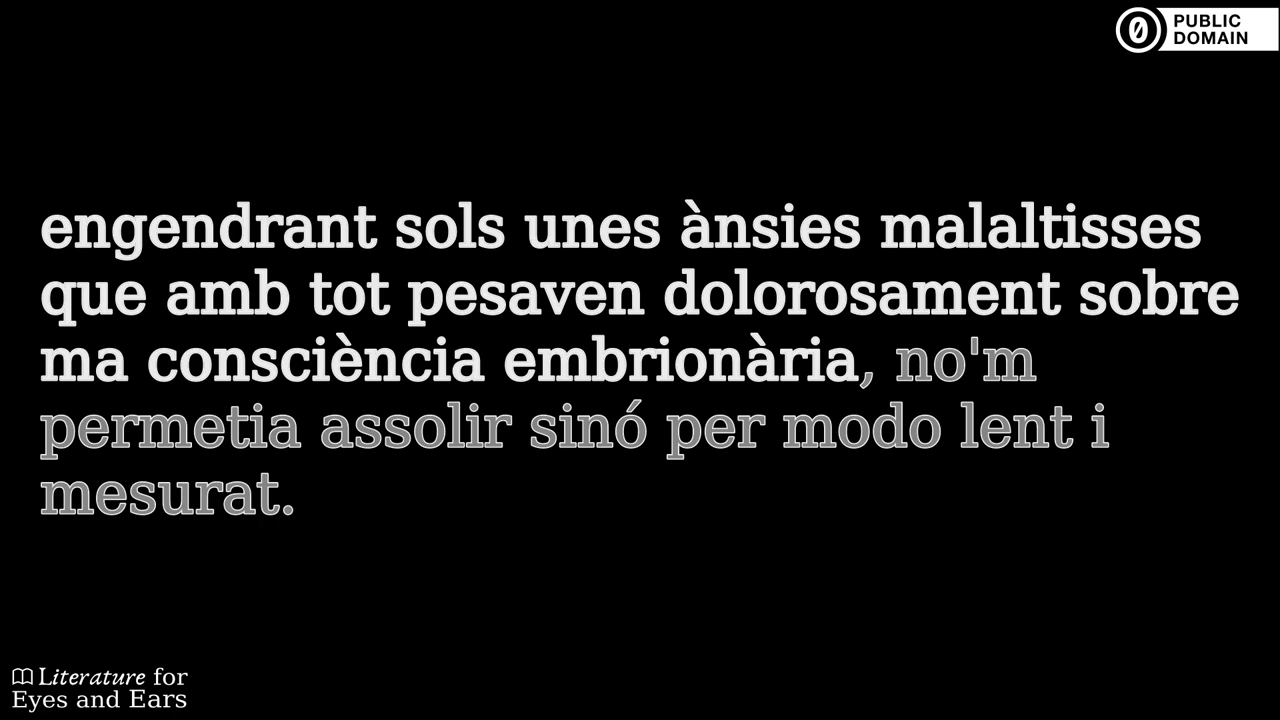 PUBLIC
DOMAIN
engendrant sols unes ànsies malaltisses
que amb tot pesaven dolorosament sobre
ma consciència embrionària, no'm
permetia assolir sinó per modo lent i
mesurat.
Literature for
Eyes and Ears